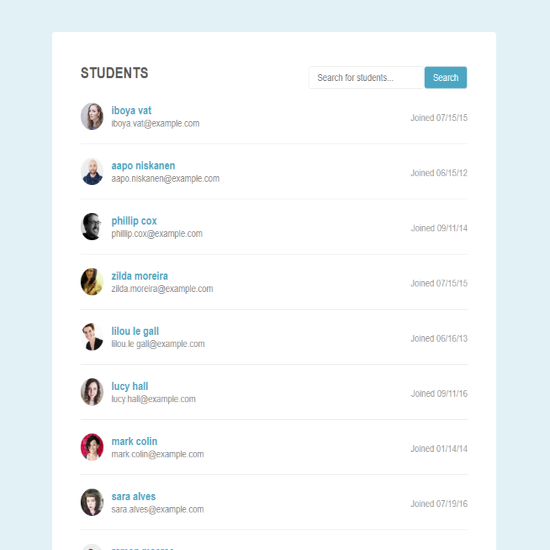 STUDENTS
Search for students...
Search
iboya vat
iboya.vat@example.com
Joined 07/15/15
aapo niskanen
aapo.niskanen@example.com
Joined 06/15/12
phillip cox
phillip.cox@example.com
Joined 09/11/14
zilda moreira
zilda.moreira@example.com
Joined 07/15/15
lilou le gall
lilou.le gall@example.com
Joined 06/16/13
lucy hall
lucy.hall@example.com
Joined 09/11/16
mark colin
mark.colin@example.com
Joined 01/14/14
sara alves
sara.alves@example.com
Joined 07/19/16